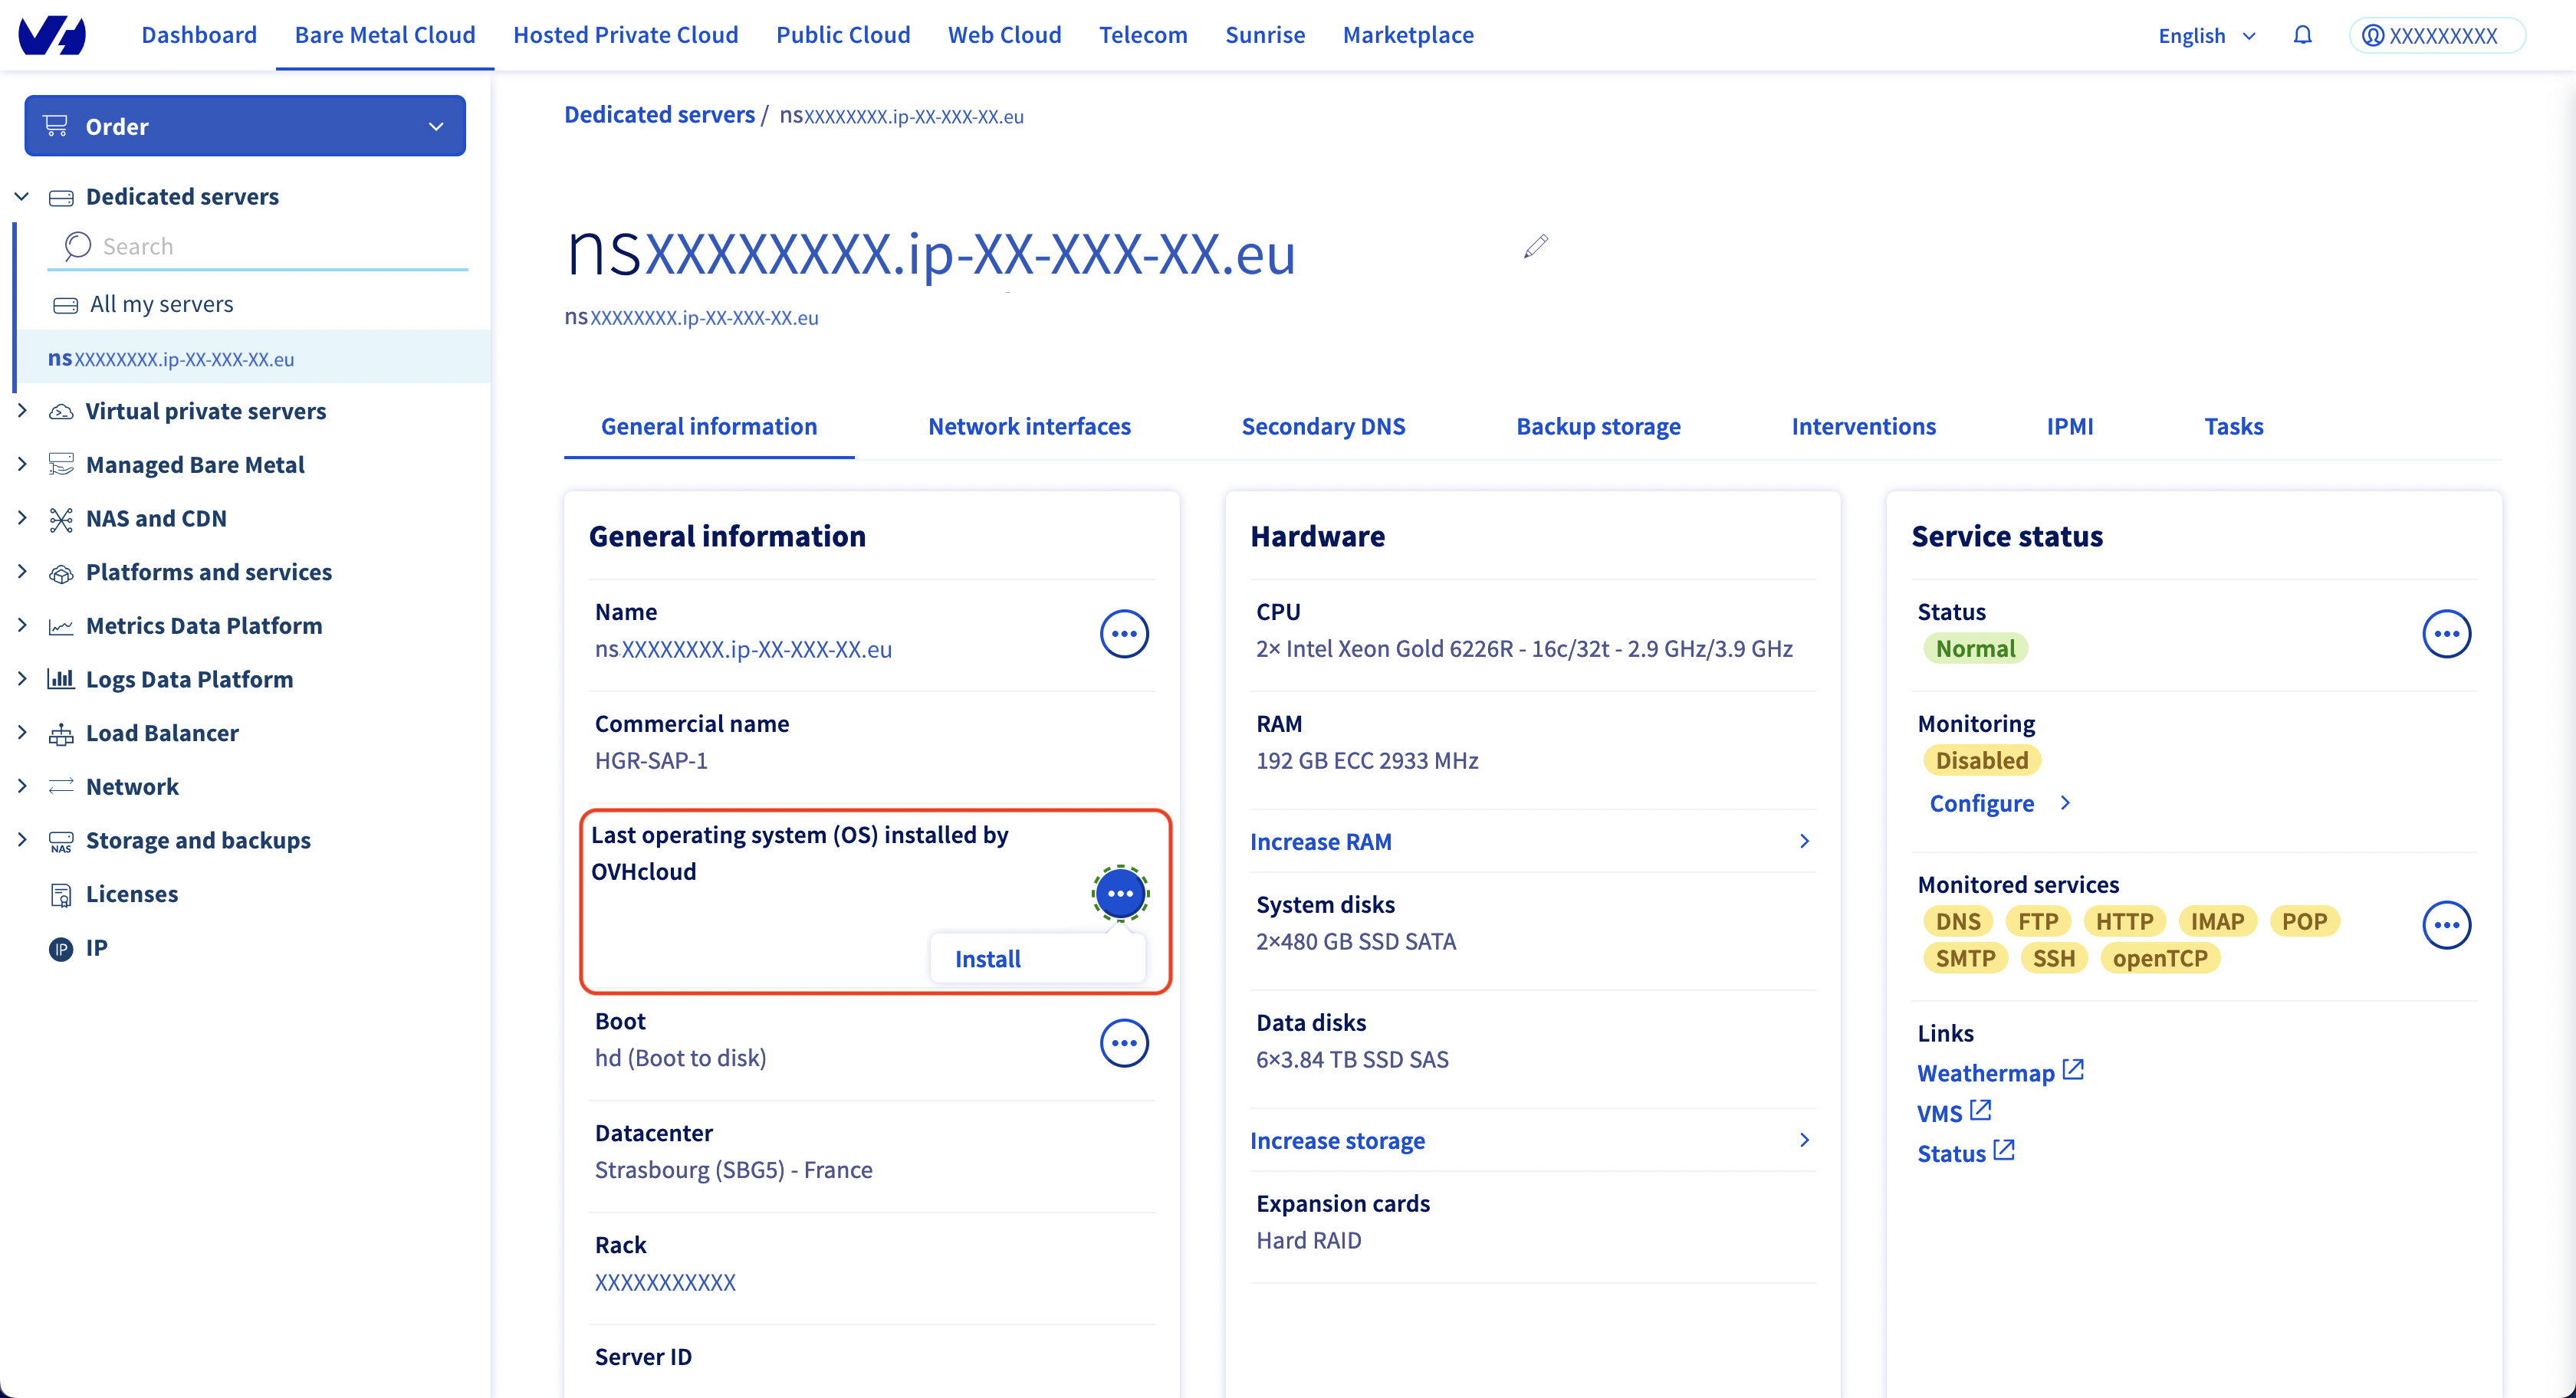 Dashboard
Bare Metal Cloud
Hosted Private Cloud
Public Cloud
Web Cloud
Telecom
Sunrise
Marketplace
English
XXXXXXXXX
Order
Dedicated servers
Search
All my servers
nsXXXXXXXX.ip-XX-XXX-XX.eu
Virtual private servers
Managed Bare Metal
NAS and CDN
Platforms and services
Metrics Data Platform
Logs Data Platform
Load Balancer
Network
NAS
Storage and backups
Licenses
IP
IP
Dedicated servers / nsXXXXXXXX.ip-XX-XXX-XX.eu
nsXXXXXXXX.ip-XX-XXX-XX.eu
nsXXXXXXXX.ip-XX-XXX-XX.eu
General information
Network interfaces
Secondary DNS
Backup storage
Interventions
IPMI
Tasks
General information
Name
nsXXXXXXXX.ip-XX-XXX-XX.eu
Commercial name
HGR-SAP-1
Last operating system (OS) installed by
OVHcloud
Install
Boot
hd (Boot to disk)
Datacenter
Strasbourg (SBG5) - France
Rack
XXXXXXXXXXX
Server ID
Hardware
CPU
2× Intel Xeon Gold 6226R - 16c/32t - 2.9 GHz/3.9 GHz
RAM
192 GB ECC 2933 MHz
Increase RAM
System disks
2×480 GB SSD SATA
Data disks
6×3.84 TB SSD SAS
Increase storage
Expansion cards
Hard RAID
Service status
Status
Normal
Monitoring
Disabled
Configure
Monitored services
DNS FTP HTTP IMAP POP
SMTP SSH openTCP
Links
Weathermap
VMS
Status